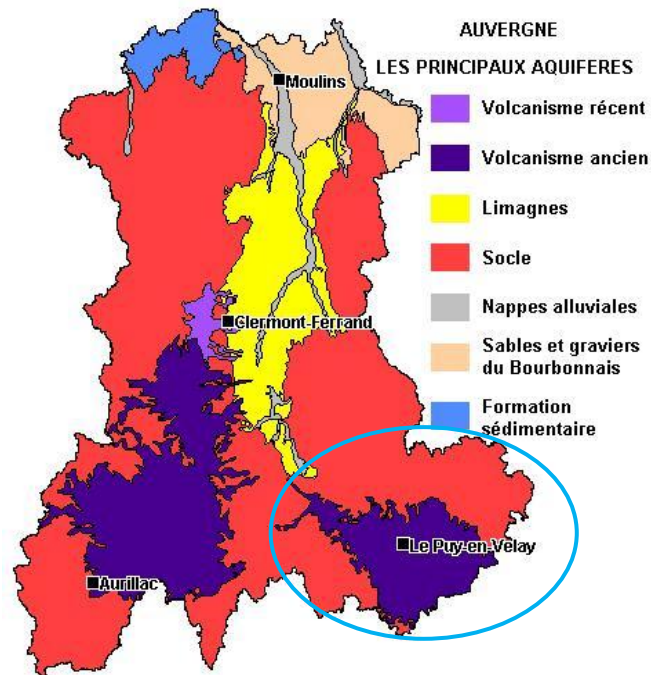 AUVERGNE
LES PRINCIPAUX AQUIFERES
Moulins
Volcanisme récent
Volcanisme ancien
Limagnes
Socle
Nappes alluviales
Clermont-Ferrand
Sables et graviers
du Bourbonnais
Formation
sédimentaire
Le Puy-en-Velay
Aurillac